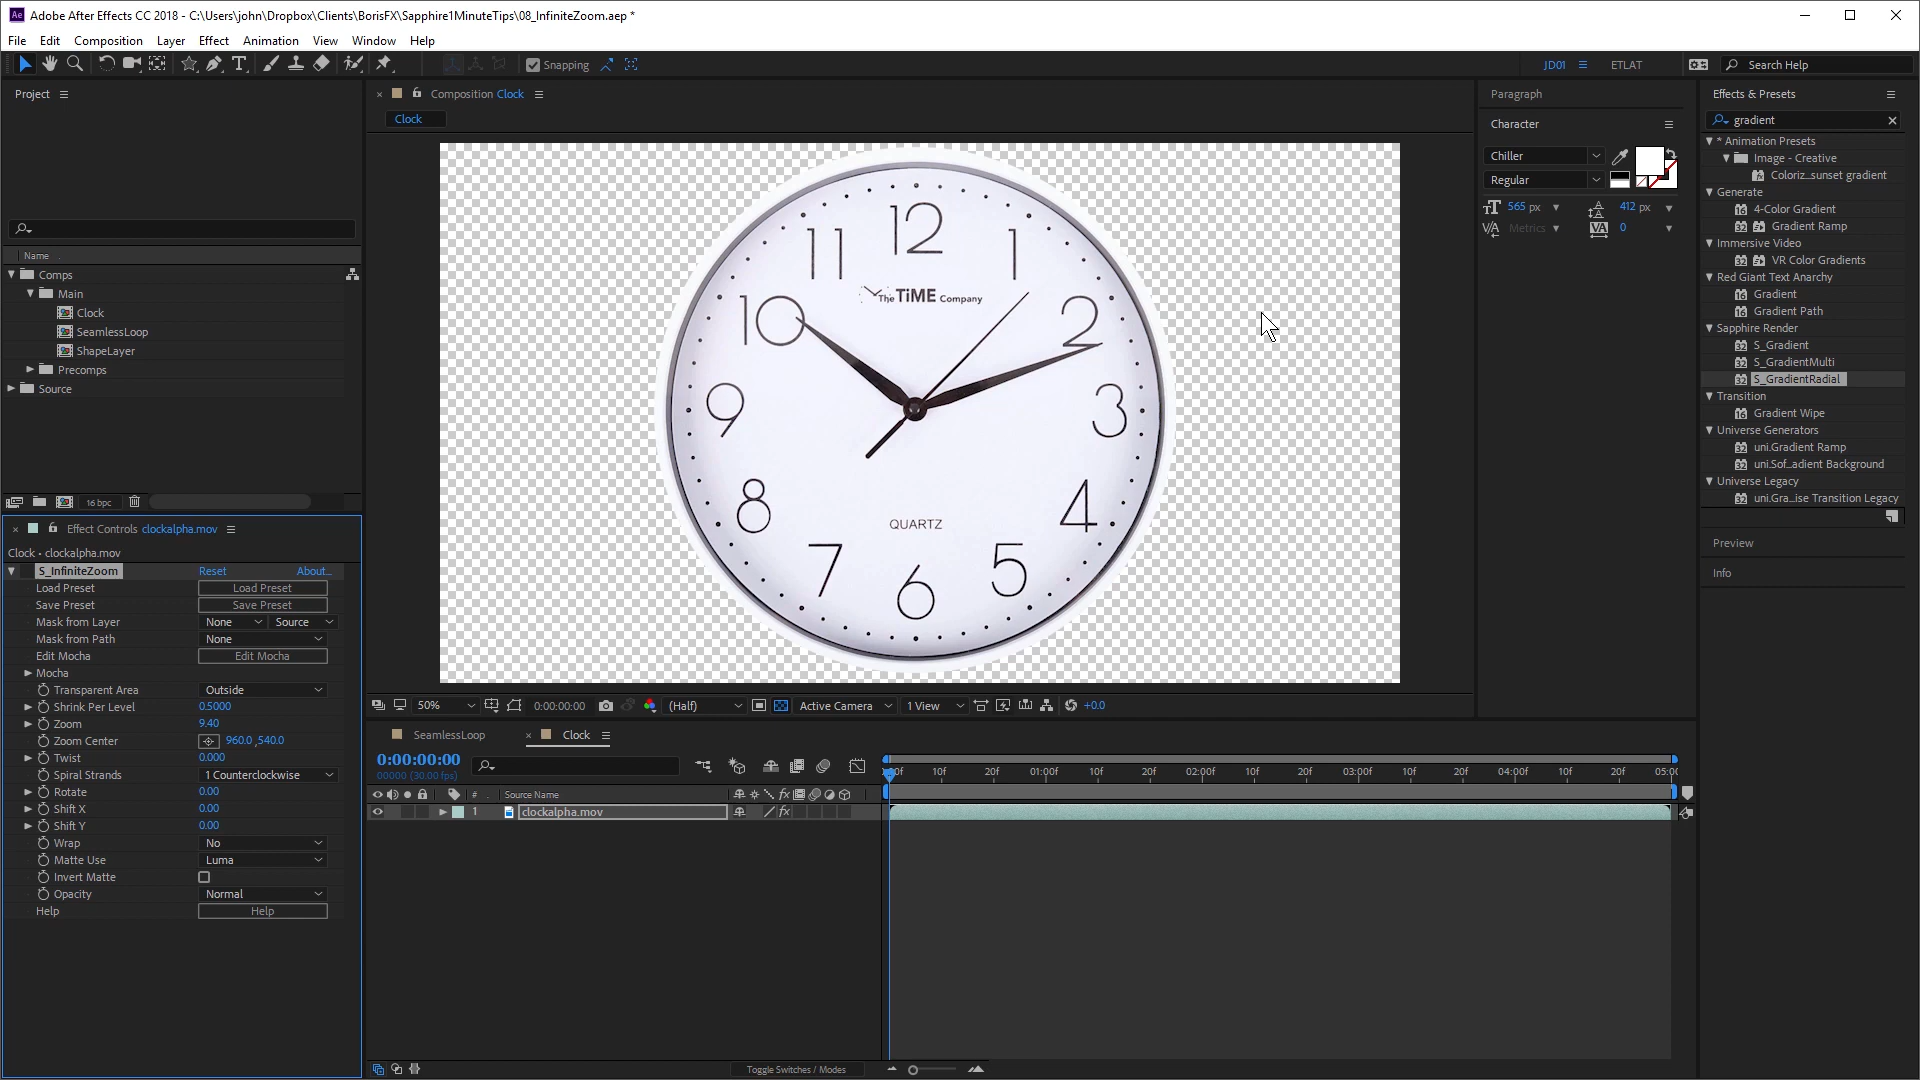 Adobe After Effects CC 2018 - C:\Users\john\Dropbox\Clients\BorisFX\Sapphire1MinuteTips\08_InfiniteZoom.aep *
File Edit Composition Layer Effect Animation View Window Help
Snapping
JD01
ETLAT
Search Help
Project
Name
Comps
Main
Clock
SeamlessLoop
ShapeLayer
Precomps
Source
16 bpc
Effect Controls clockalpha.mov
Clock • clockalpha.mov
S_InfiniteZoom Reset About...
Load Preset Load Preset
Save Preset Save Preset
Mask from Layer None Source
Mask from Path None
Edit Mocha Edit Mocha
Mocha
Transparent Area Outside
Shrink Per Level 0.5000
Zoom 9.40
Zoom Center 960.0, 540.0
Twist 0.000
Spiral Strands 1 Counterclockwise
Rotate 0.00
Shift X 0.00
Shift Y 0.00
Wrap No
Matte Use Luma
Invert Matte
Opacity Normal
Help Help
Composition Clock
Clock
12
11 1
The TiME Company
10 2
9 3
8 4
QUARTZ
7 5
6
50% 0:00:00:00 (Half) Active Camera 1 View +0.0
SeamlessLoop Clock
0:00:00:00
00000 (30.00 fps)
10f 20f 01:00f 10f 20f 02:00f 10f 20f 03:00f 10f 20f 04:00f 10f 20f
# Source Name
1 clockalpha.mov
Toggle Switches / Modes
Paragraph
Character
Chiller
Regular
565 px 412 px
Metrics 0
Effects & Presets
gradient
* Animation Presets
Image - Creative
Coloriz...sunset gradient
Generate
4-Color Gradient
Gradient Ramp
Immersive Video
VR Color Gradients
Red Giant Text Anarchy
Gradient
Gradient Path
Sapphire Render
S_Gradient
S_GradientMulti
S_GradientRadial
Transition
Gradient Wipe
Universe Generators
uni.Gradient Ramp
uni.Sof...adient Background
Universe Legacy
uni.Gra...ise Transition Legacy
Preview
Info